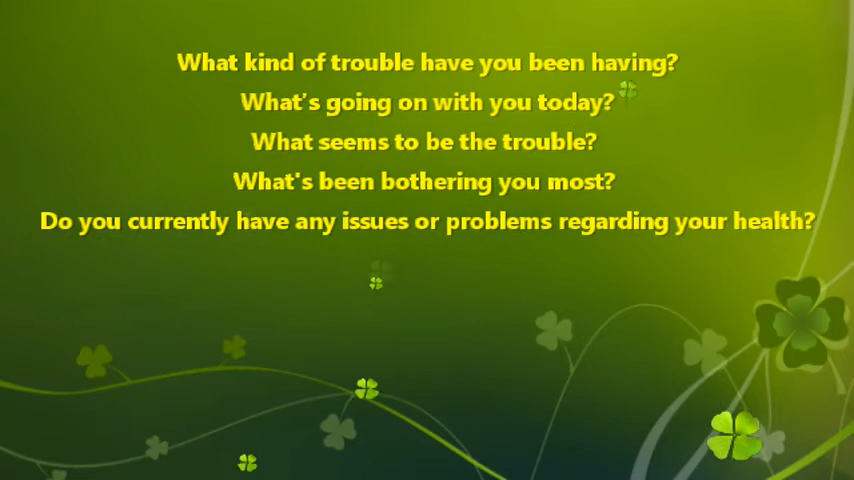 What kind of trouble have you been having?
What's going on with you today?
What seems to be the trouble?
What's been bothering you most?
Do you currently have any issues or problems regarding your health?